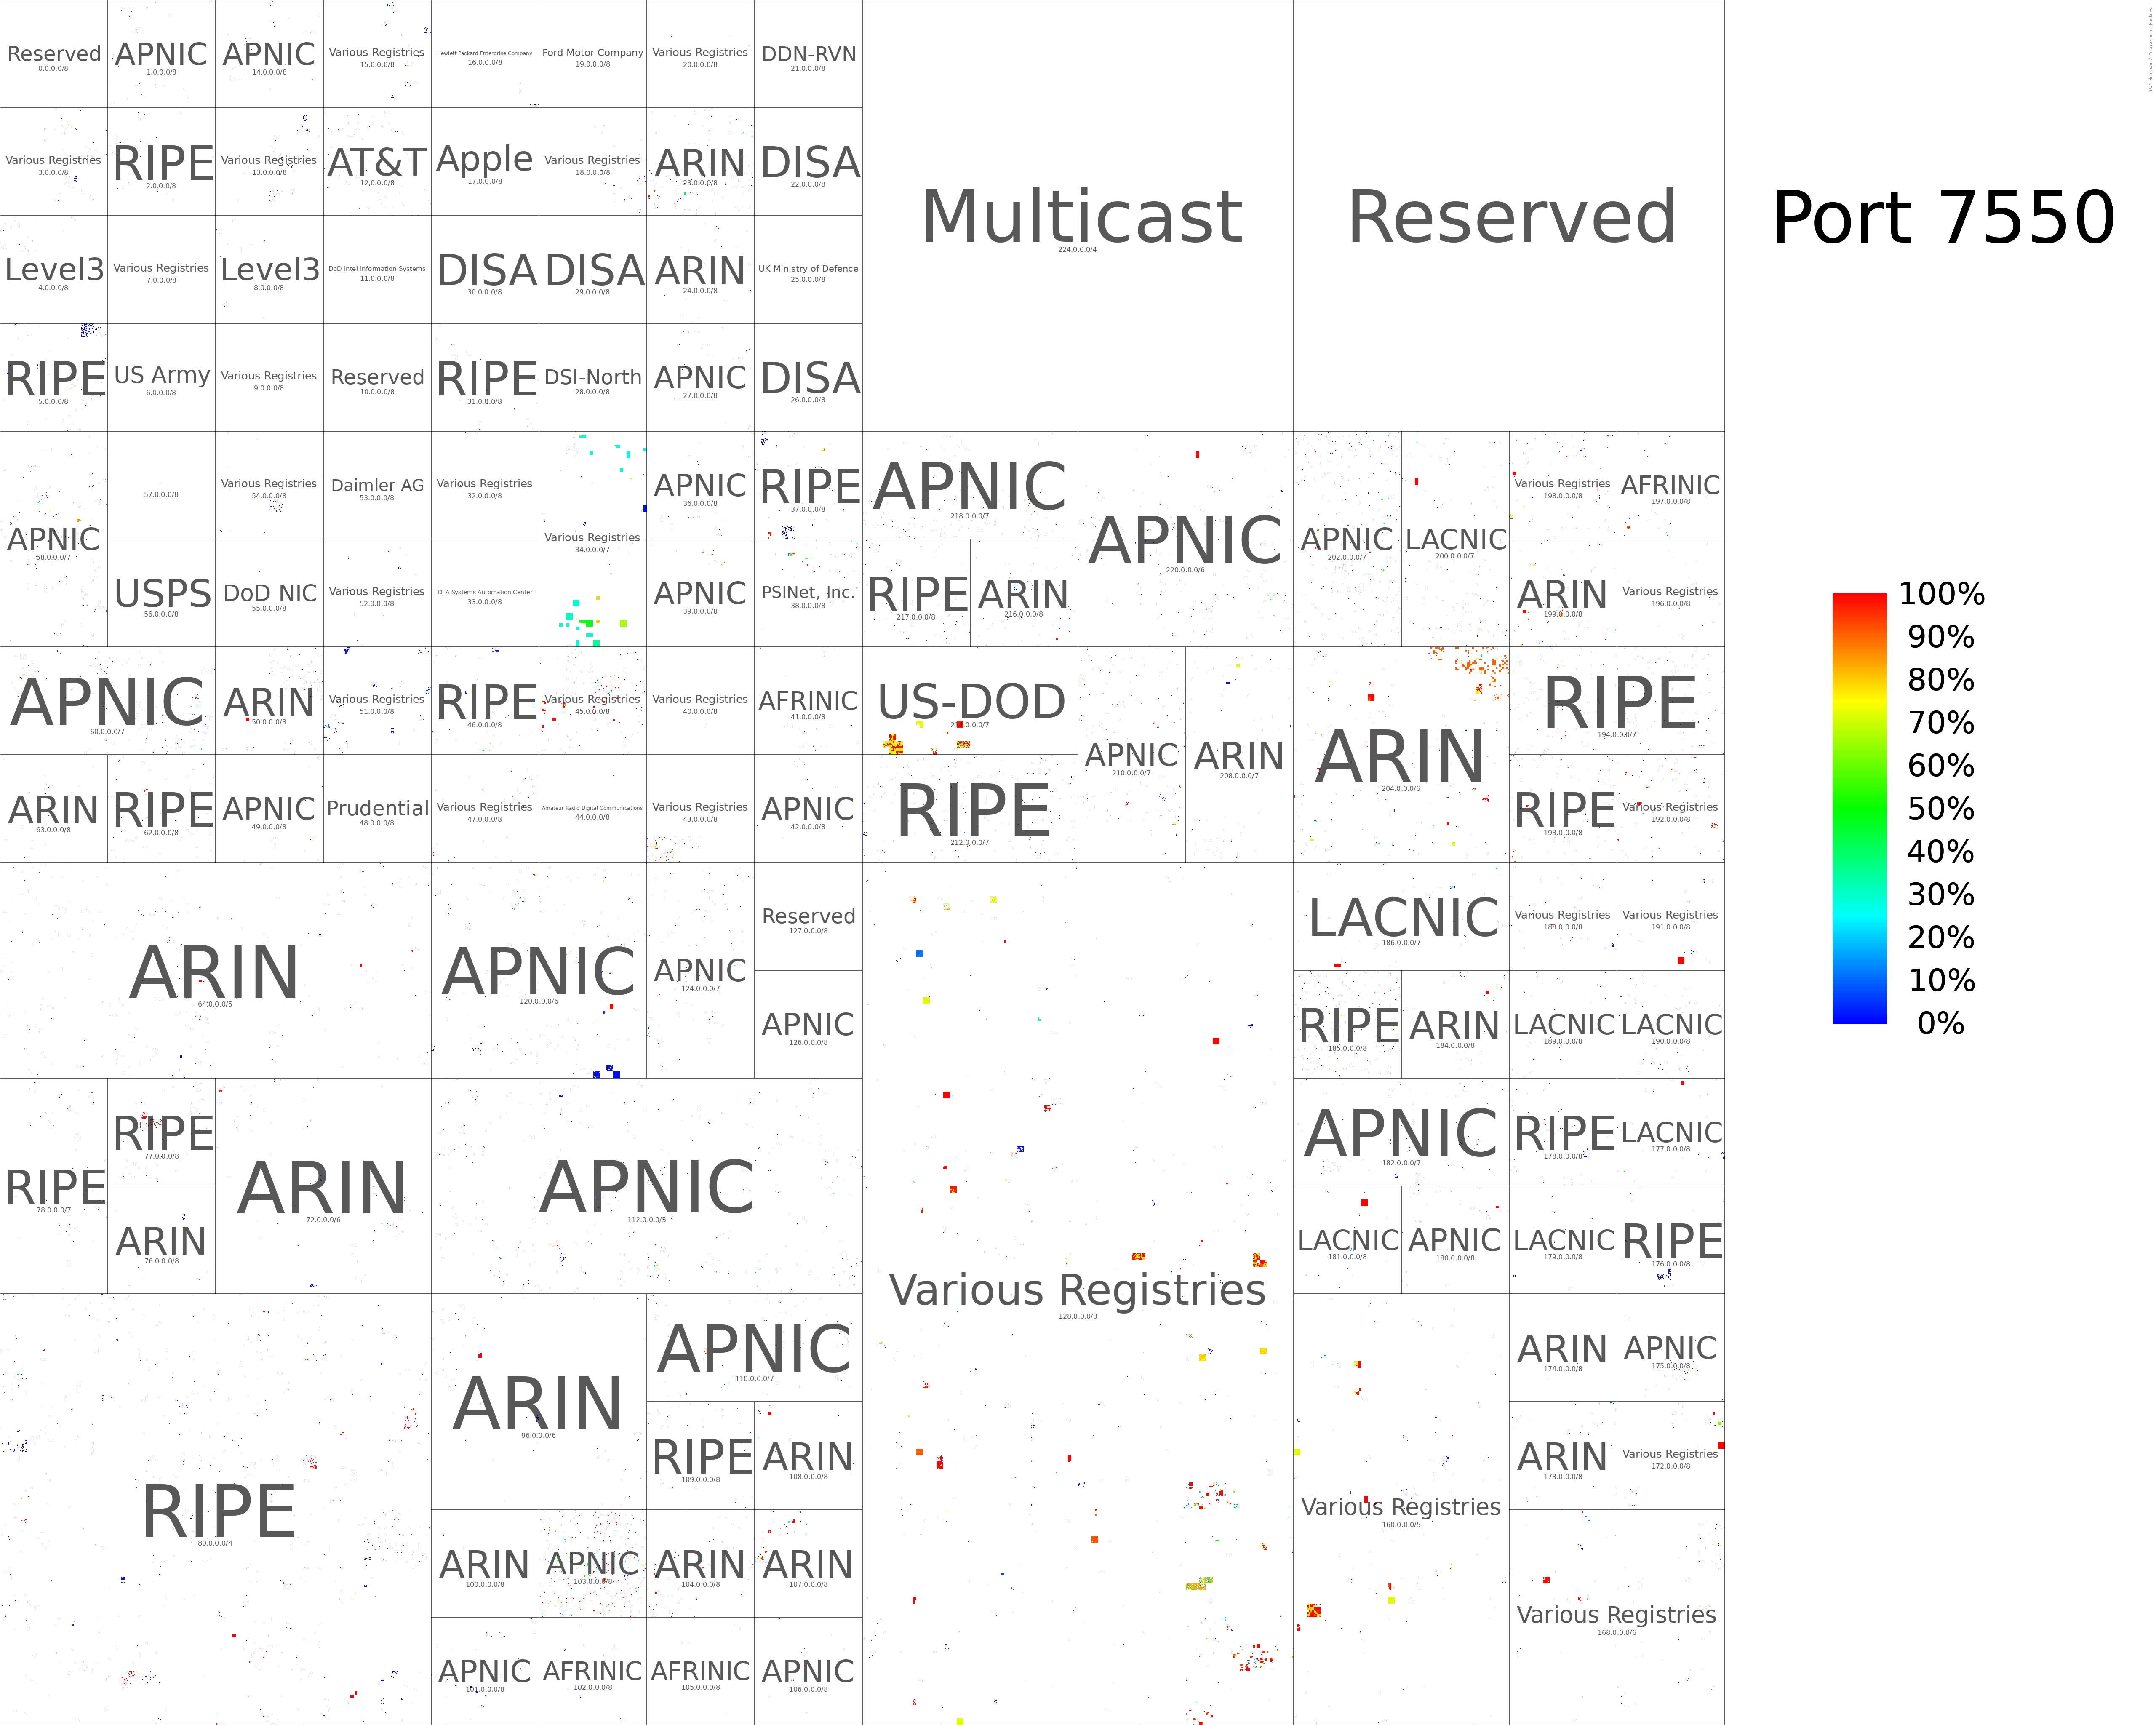 Reserved
0.0.0.0/8
APNIC
1.0.0.0/8
APNIC
14.0.0.0/8
Various Registries
15.0.0.0/8
Hewlett Packard Enterprise Company
16.0.0.0/8
Ford Motor Company
19.0.0.0/8
Various Registries
20.0.0.0/8
DDN-RVN
21.0.0.0/8
Various Registries
3.0.0.0/8
RIPE
2.0.0.0/8
Various Registries
13.0.0.0/8
AT&T
12.0.0.0/8
Apple
17.0.0.0/8
Various Registries
18.0.0.0/8
ARIN
23.0.0.0/8
DISA
22.0.0.0/8
Multicast
224.0.0.0/4
Reserved
Port 7550
Level3
4.0.0.0/8
Various Registries
7.0.0.0/8
Level3
8.0.0.0/8
DoD Intel Information Systems
11.0.0.0/8
DISA
30.0.0.0/8
DISA
29.0.0.0/8
ARIN
24.0.0.0/8
UK Ministry of Defence
25.0.0.0/8
RIPE
5.0.0.0/8
US Army
6.0.0.0/8
Various Registries
9.0.0.0/8
Reserved
10.0.0.0/8
RIPE
31.0.0.0/8
DSI-North
28.0.0.0/8
APNIC
27.0.0.0/8
DISA
26.0.0.0/8
APNIC
58.0.0.0/7
57.0.0.0/8
Various Registries
54.0.0.0/8
Daimler AG
53.0.0.0/8
Various Registries
32.0.0.0/8
Various Registries
34.0.0.0/7
APNIC
36.0.0.0/8
RIPE
37.0.0.0/8
APNIC
218.0.0.0/7
APNIC
220.0.0.0/6
APNIC
202.0.0.0/7
LACNIC
200.0.0.0/7
Various Registries
198.0.0.0/8
AFRINIC
197.0.0.0/8
USPS
56.0.0.0/8
DoD NIC
55.0.0.0/8
Various Registries
52.0.0.0/8
DLA Systems Automation Center
33.0.0.0/8
APNIC
39.0.0.0/8
PSINet, Inc.
38.0.0.0/8
RIPE
217.0.0.0/8
ARIN
216.0.0.0/8
ARIN
199.0.0.0/8
Various Registries
196.0.0.0/8
100%
90%
80%
70%
60%
50%
40%
30%
20%
10%
0%
APNIC
60.0.0.0/7
ARIN
50.0.0.0/8
Various Registries
51.0.0.0/8
RIPE
46.0.0.0/8
Various Registries
45.0.0.0/8
Various Registries
40.0.0.0/8
AFRINIC
41.0.0.0/8
US-DOD
APNIC
210.0.0.0/7
ARIN
208.0.0.0/7
ARIN
204.0.0.0/6
RIPE
194.0.0.0/7
ARIN
63.0.0.0/8
RIPE
62.0.0.0/8
APNIC
49.0.0.0/8
Prudential
48.0.0.0/8
Various Registries
47.0.0.0/8
Amateur Radio Digital Communications
44.0.0.0/8
Various Registries
43.0.0.0/8
APNIC
42.0.0.0/8
RIPE
212.0.0.0/7
RIPE
193.0.0.0/8
Various Registries
192.0.0.0/8
ARIN
64.0.0.0/5
APNIC
120.0.0.0/6
APNIC
124.0.0.0/7
Reserved
127.0.0.0/8
APNIC
126.0.0.0/8
LACNIC
186.0.0.0/7
Various Registries
188.0.0.0/8
Various Registries
191.0.0.0/8
RIPE
185.0.0.0/8
ARIN
184.0.0.0/8
LACNIC
189.0.0.0/8
LACNIC
190.0.0.0/8
RIPE
78.0.0.0/7
RIPE
77.0.0.0/8
ARIN
76.0.0.0/8
ARIN
72.0.0.0/6
APNIC
112.0.0.0/5
Various Registries
128.0.0.0/3
APNIC
182.0.0.0/7
RIPE
178.0.0.0/8
LACNIC
177.0.0.0/8
LACNIC
181.0.0.0/8
APNIC
180.0.0.0/8
LACNIC
179.0.0.0/8
RIPE
176.0.0.0/8
RIPE
80.0.0.0/4
ARIN
96.0.0.0/6
APNIC
110.0.0.0/7
RIPE
109.0.0.0/8
ARIN
108.0.0.0/8
Various Registries
160.0.0.0/5
ARIN
174.0.0.0/8
APNIC
175.0.0.0/8
ARIN
173.0.0.0/8
Various Registries
172.0.0.0/8
ARIN
100.0.0.0/8
APNIC
103.0.0.0/8
ARIN
104.0.0.0/8
ARIN
107.0.0.0/8
Various Registries
168.0.0.0/6
APNIC
101.0.0.0/8
AFRINIC
102.0.0.0/8
AFRINIC
105.0.0.0/8
APNIC
106.0.0.0/8